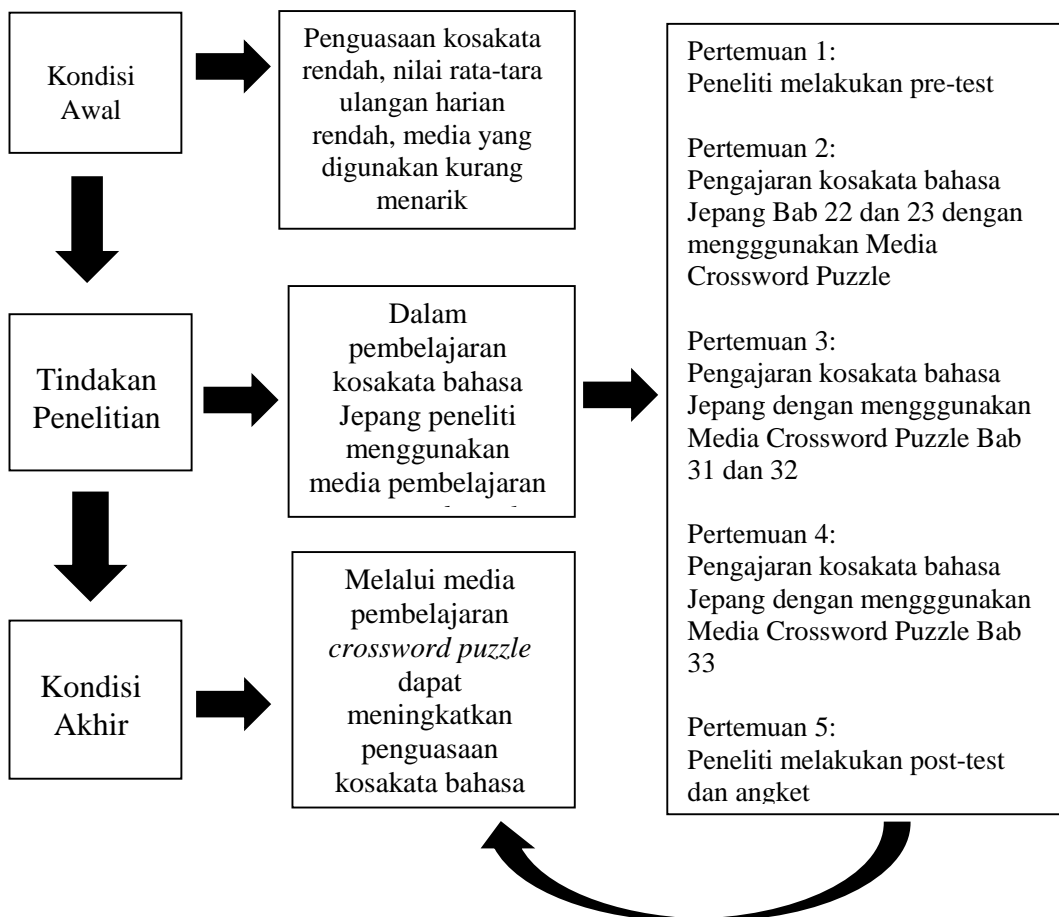 Kondisi
Awal
Penguasaan kosakata
rendah, nilai rata-tara
ulangan harian
rendah, media yang
digunakan kurang
menarik
Tindakan
Penelitian
Dalam
pembelajaran
kosakata bahasa
Jepang peneliti
menggunakan
media pembelajaran
Kondisi
Akhir
Melalui media
pembelajaran
crossword puzzle
dapat
meningkatkan
penguasaan
kosakata bahasa
Pertemuan 1:
Peneliti melakukan pre-test
Pertemuan 2:
Pengajaran kosakata bahasa
Jepang Bab 22 dan 23 dengan
mengggunakan Media
Crossword Puzzle
Pertemuan 3:
Pengajaran kosakata bahasa
Jepang dengan mengggunakan
Media Crossword Puzzle Bab
31 dan 32
Pertemuan 4:
Pengajaran kosakata bahasa
Jepang dengan mengggunakan
Media Crossword Puzzle Bab
33
Pertemuan 5:
Peneliti melakukan post-test
dan angket